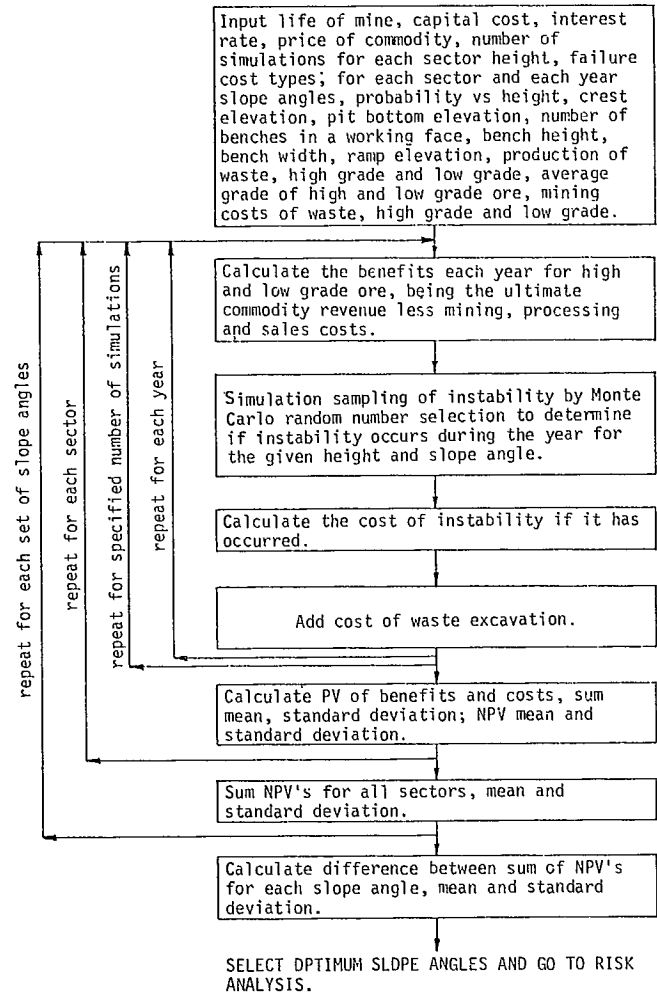 Input life of mine, capital cost, interest
rate, price of commodity, number of
simulations for each sector height, failure
cost types; for each sector and each year
slope angles, probability vs height, crest
elevation, pit bottom elevation, number of
benches in a working face, bench height,
bench width, ramp elevation, production of
waste, high grade and low grade, average
grade of high and low grade ore, mining
costs of waste, high grade and low grade.
repeat for each set of slope angles
repeat for each sector
repeat for specified number of simulations
repeat for each year
Calculate the benefits each year for high
and low grade ore, being the ultimate
commodity revenue less mining, processing
and sales costs.
Simulation sampling of instability by Monte
Carlo random number selection to determine
if instability occurs during the year for
the given height and slope angle.
Calculate the cost of instability if it has
occurred.
Add cost of waste excavation.
Calculate PV of benefits and costs, sum
mean, standard deviation; NPV mean and
standard deviation.
Sum NPV's for all sectors, mean and
standard deviation.
Calculate difference between sum of NPV's
for each slope angle, mean and standard
deviation.
SELECT OPTIMUM SLOPE ANGLES AND GO TO RISK
ANALYSIS.